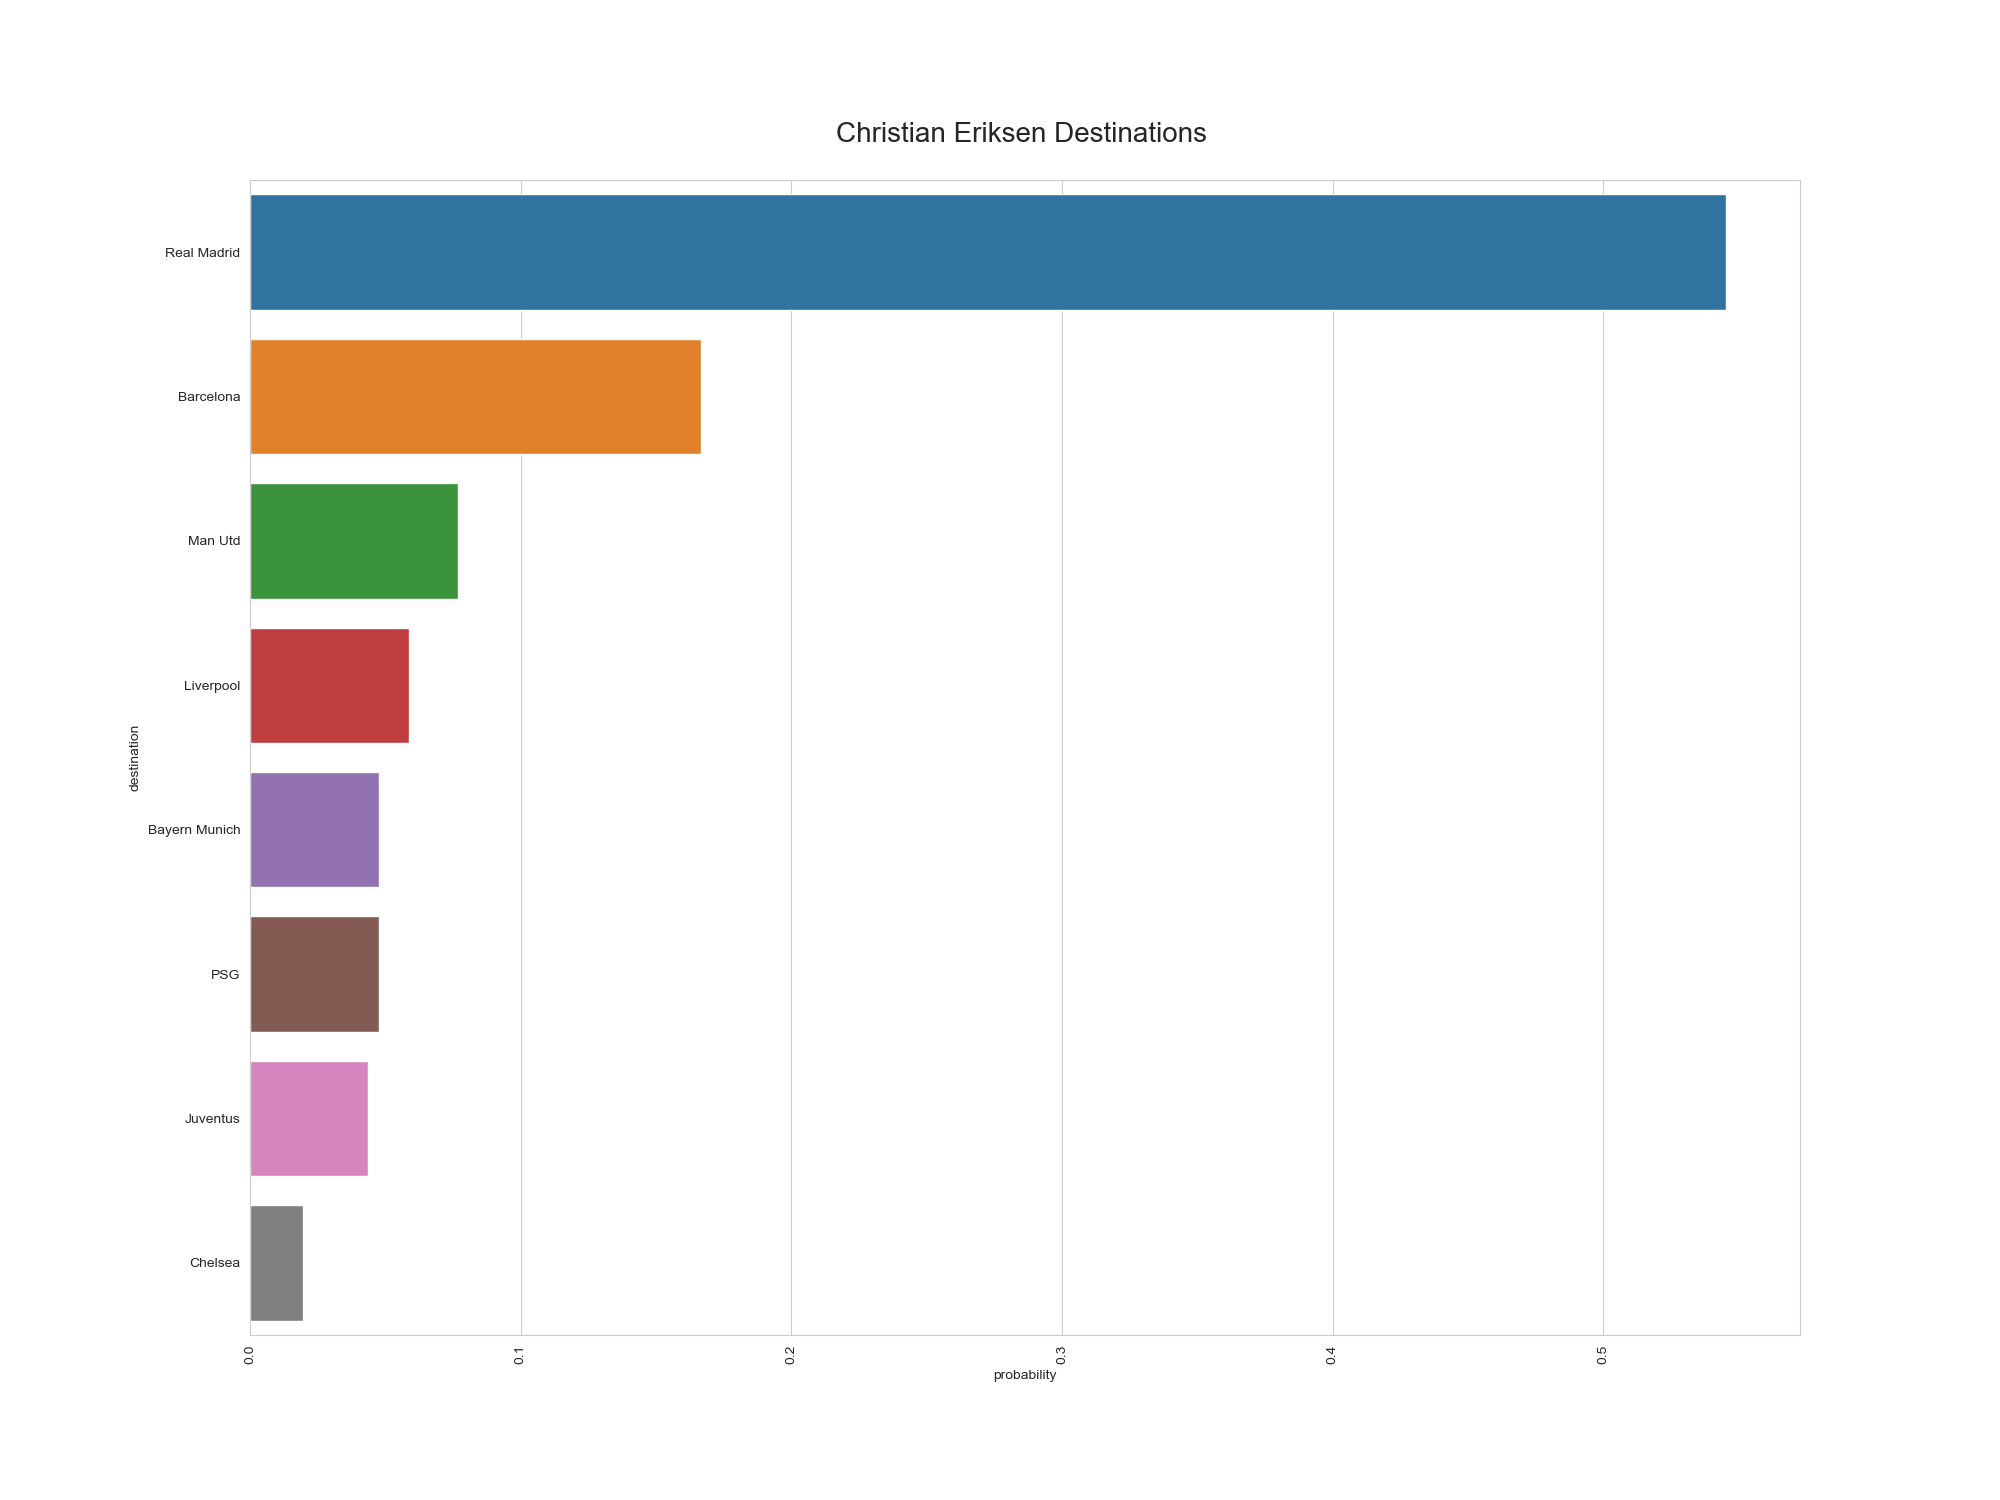 Christian Eriksen Destinations
Real Madrid
Barcelona
Man Utd
Liverpool
destination
Bayern Munich
PSG
Juventus
Chelsea
0.0
0.1
0.2
0.3
0.4
0.5
probability